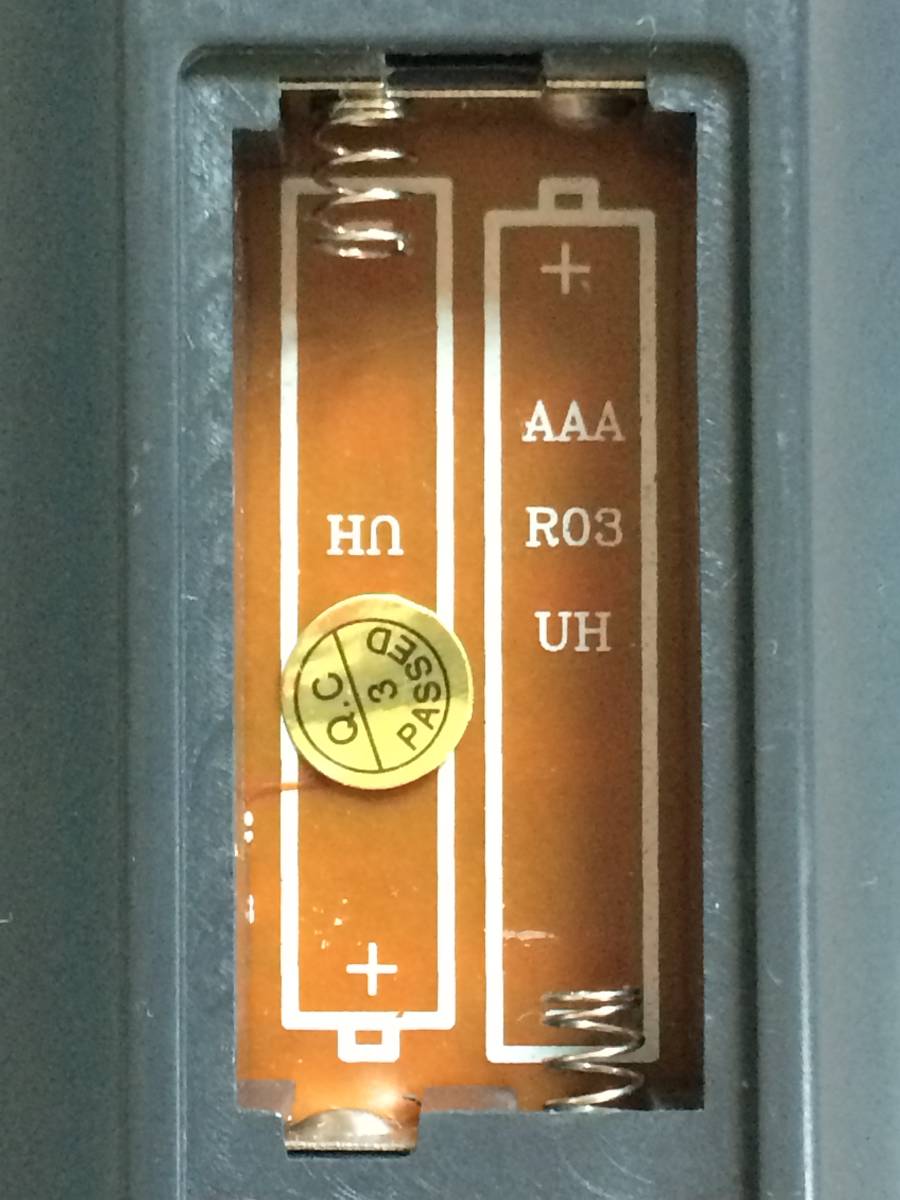 +
AAA
R03
UH
UH
Q.C
3
PASSED
+